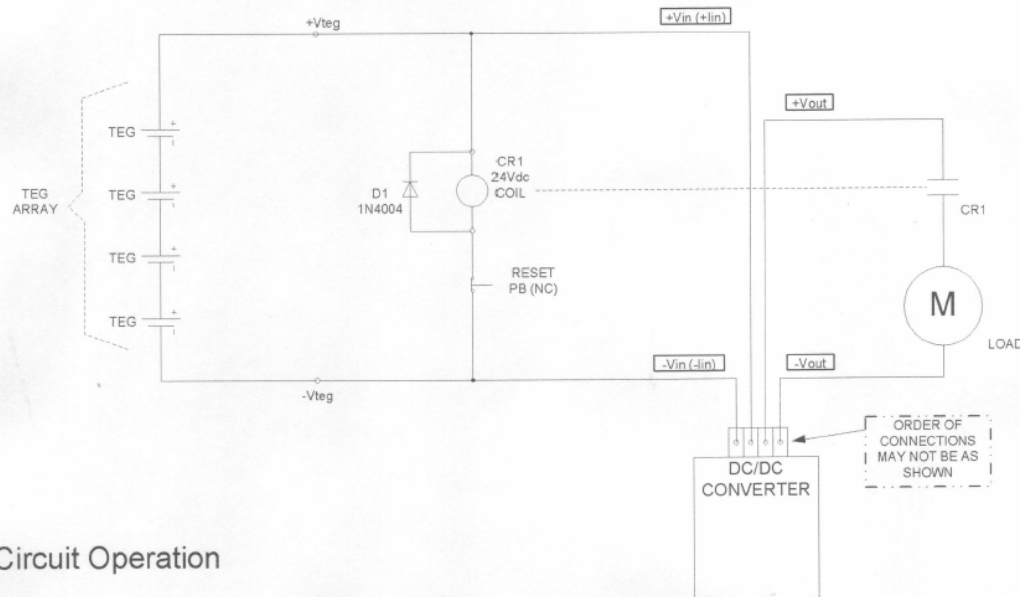 +Vteg
+Vin (+Iin)
+Vout
TEG
TEG
TEG
TEG
TEG
ARRAY
+
+
+
+
D1
1N4004
CR1
24Vdc
COIL
CR1
RESET
PB (NC)
M
LOAD
-Vteg
-Vin (-Iin)
-Vout
ORDER OF
CONNECTIONS
MAY NOT BE AS
SHOWN
DC/DC
CONVERTER
Circuit Operation